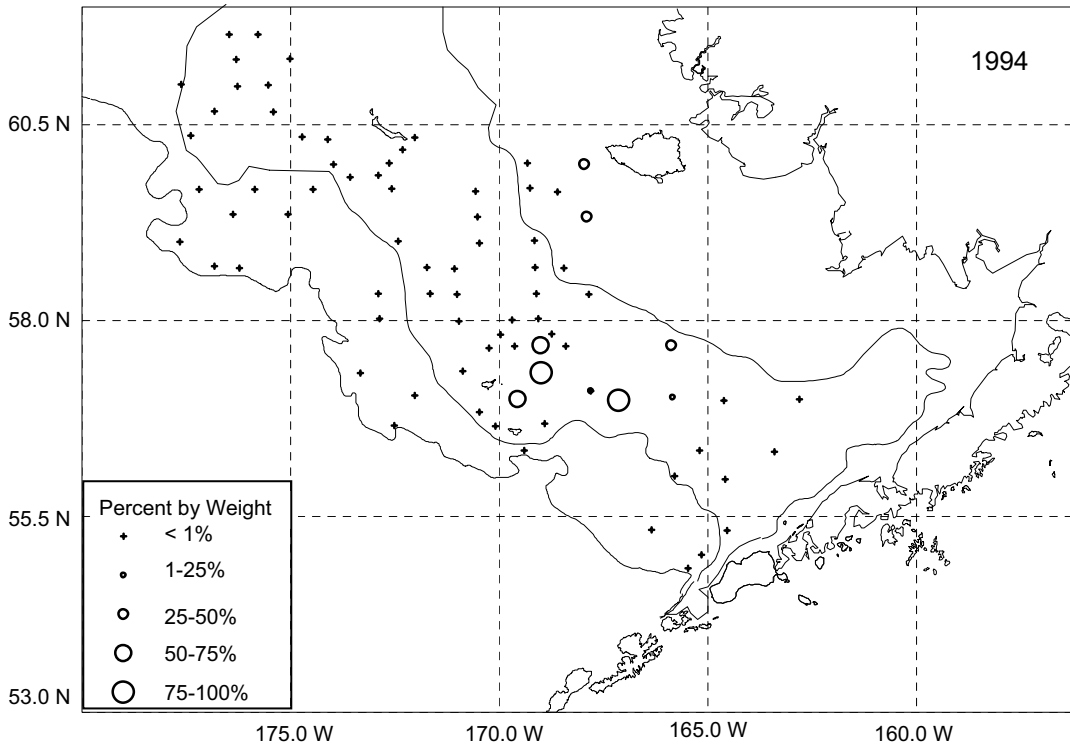 1994
60.5 N
58.0 N
55.5 N
53.0 N
Percent by Weight
< 1%
1-25%
25-50%
50-75%
75-100%
175.0 W
170.0 W
165.0 W
160.0 W